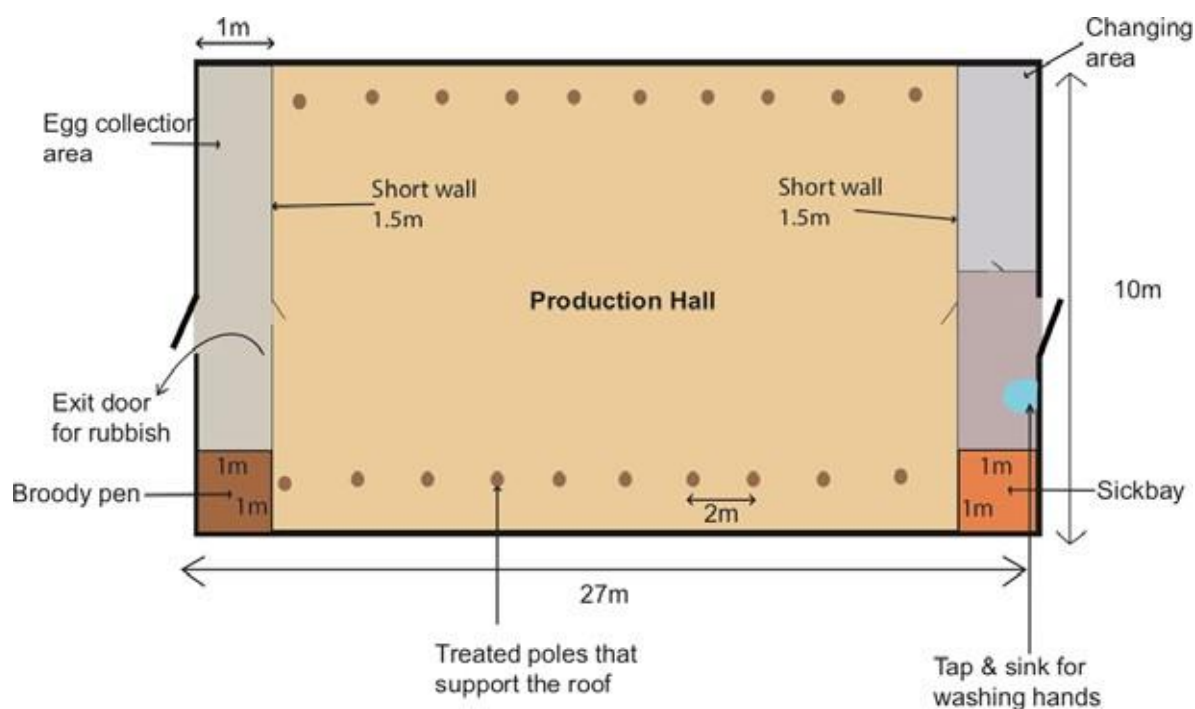 1m
Changing
area
Egg collection
area
Short wall
1.5m
Short wall
1.5m
Production Hall
10m
Exit door
for rubbish
1m
1m
Broody pen
2m
1m
1m
Sickbay
27m
Treated poles that
support the roof
Tap & sink for
washing hands